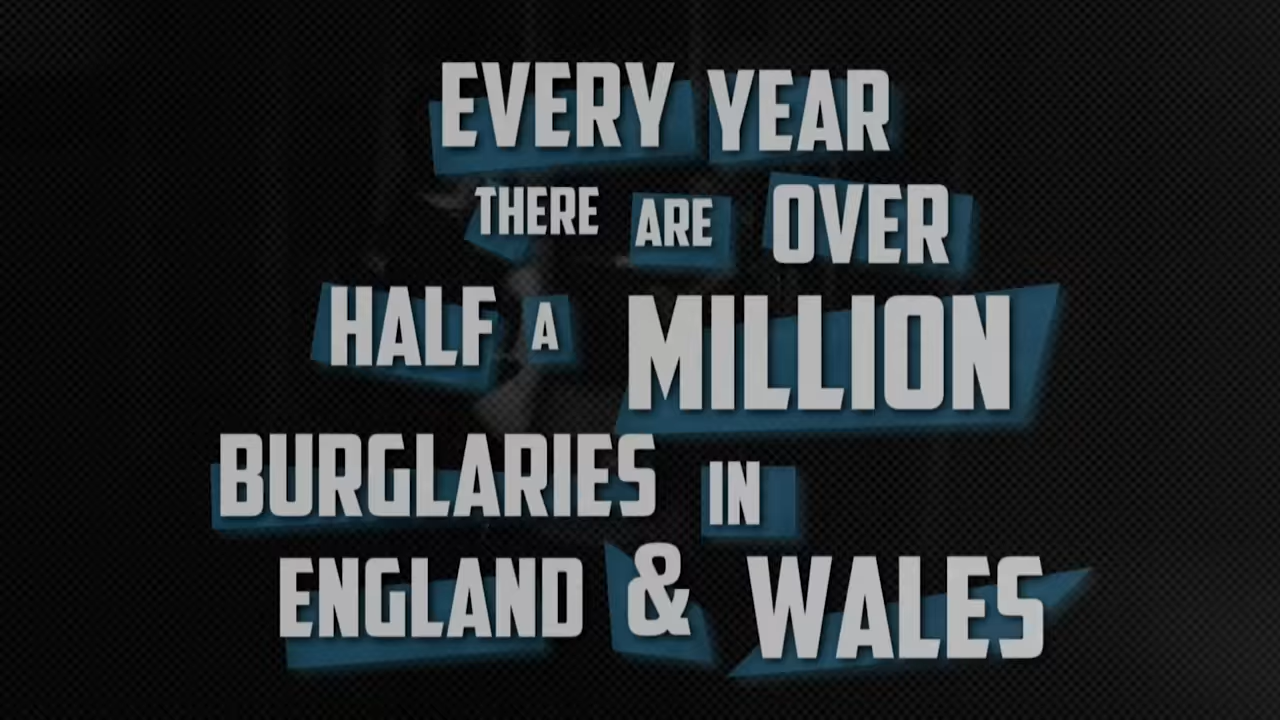 EVERY YEAR
THERE ARE OVER
HALF A MILLION
BURGLARIES IN
ENGLAND & WALES